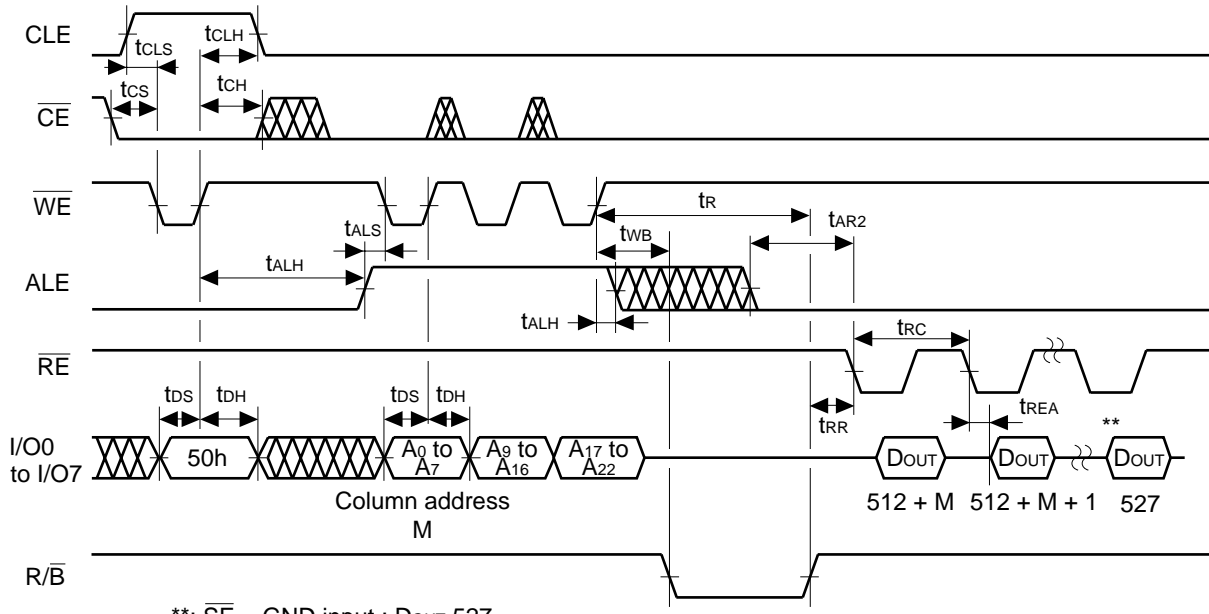 CLE
tCLS
tCLH
tCS
tCH
CE
WE
tR
tALS
tWB
tAR2
tALH
ALE
tALH
tRC
RE
tDS
tDH
tDS
tDH
tREA
tRR
**
I/O0
to I/O7
50h
A0 to
A7
A9 to
A16
A17 to
A22
DOUT
DOUT
DOUT
Column address
M
512 + M
512 + M + 1
527
R/B